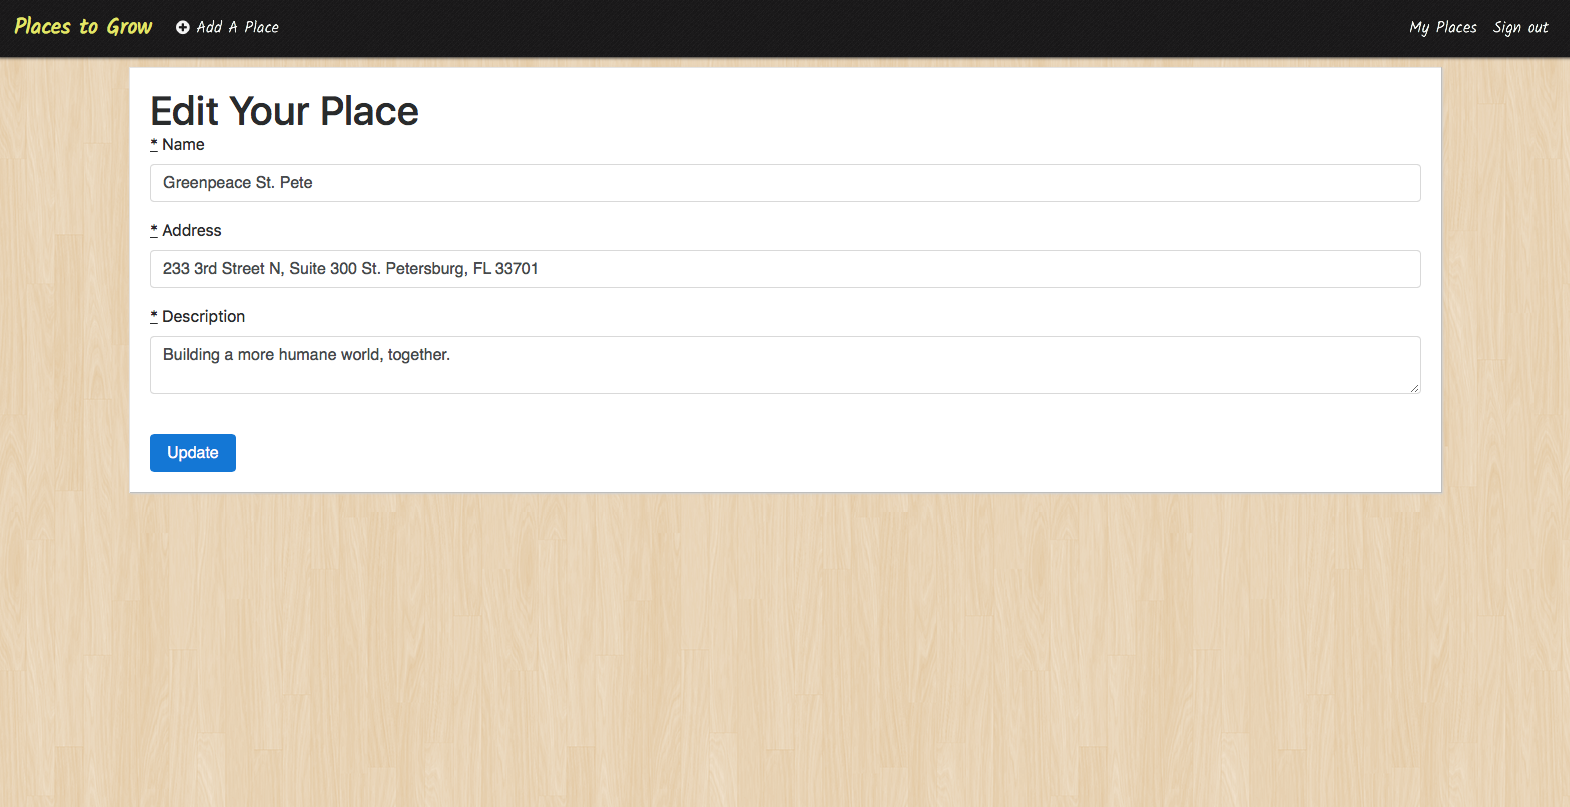 Places to Grow
Add A Place
My Places
Sign out
Edit Your Place
* Name
Greenpeace St. Pete
* Address
233 3rd Street N, Suite 300 St. Petersburg, FL 33701
* Description
Building a more humane world, together.
Update